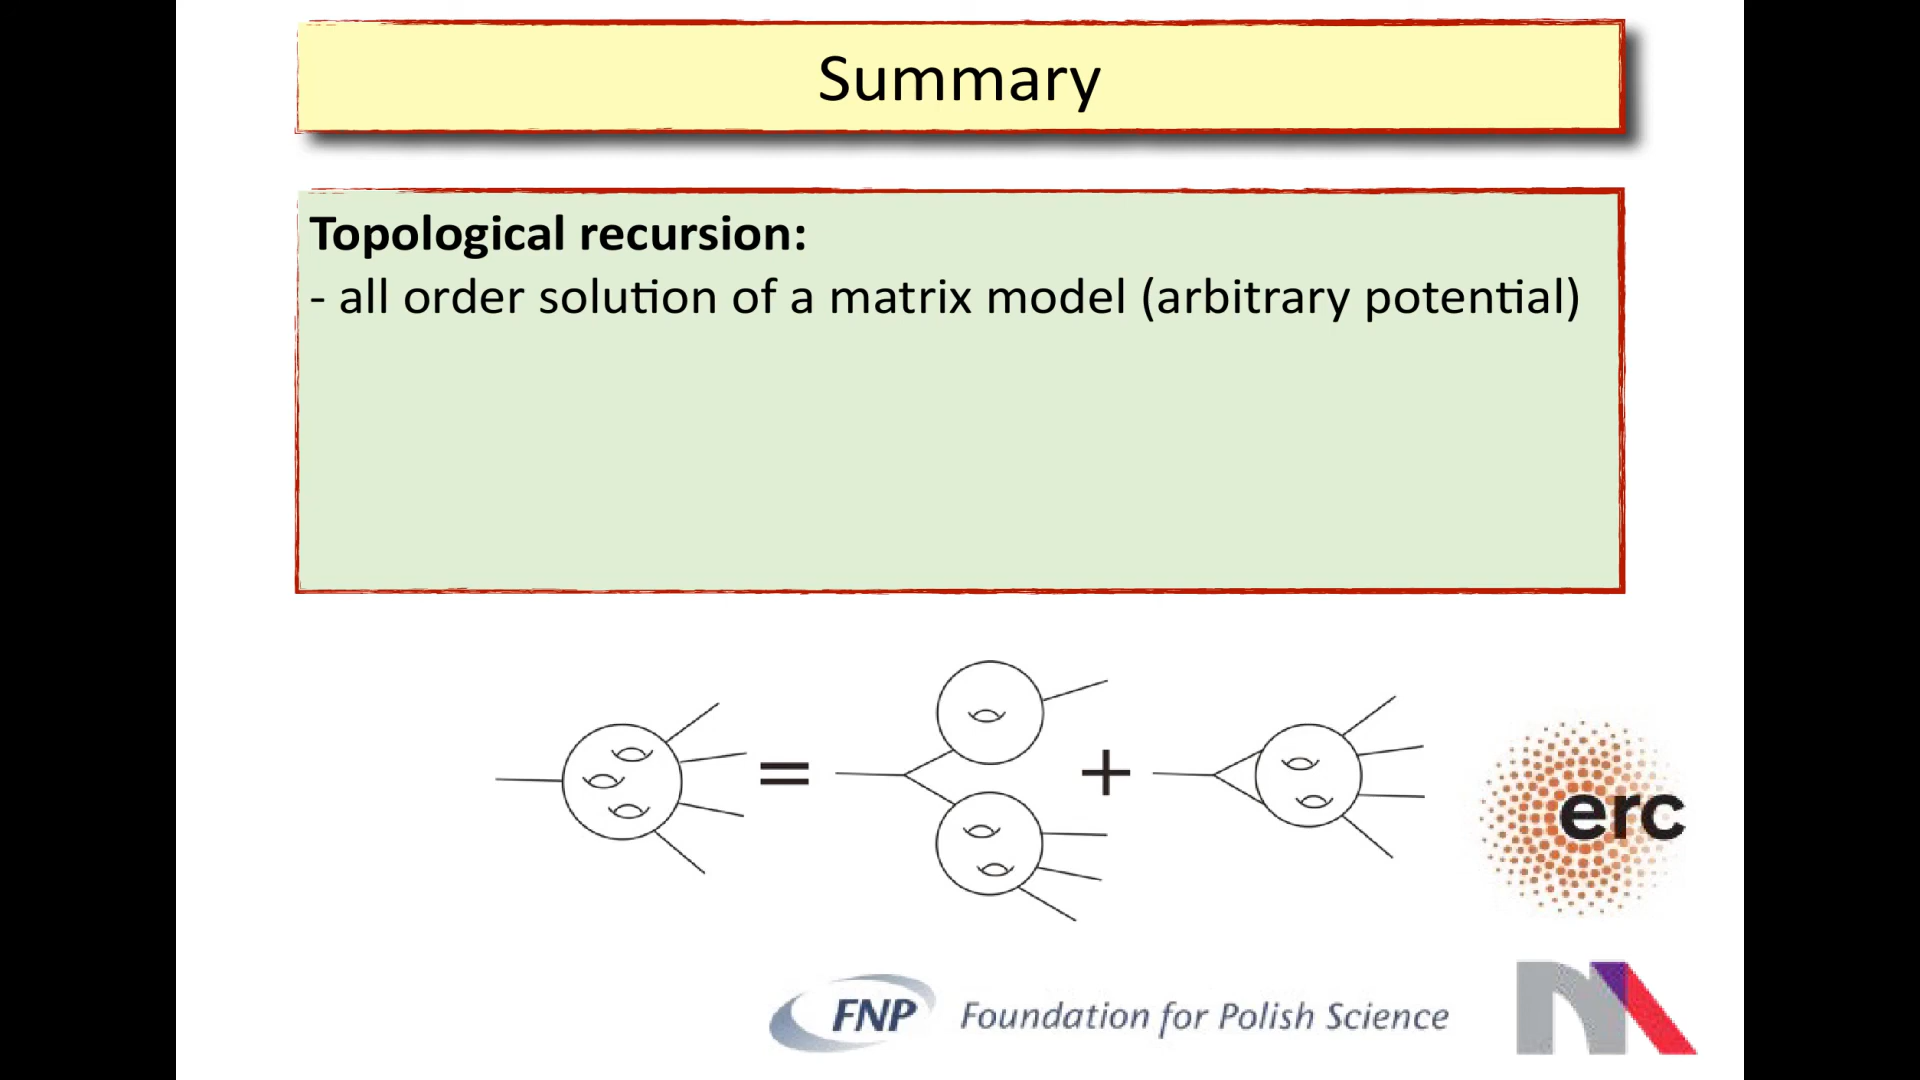 Summary
Topological recursion:
- all order solution of a matrix model (arbitrary potential)
=
+
erc
FNP Foundation for Polish Science